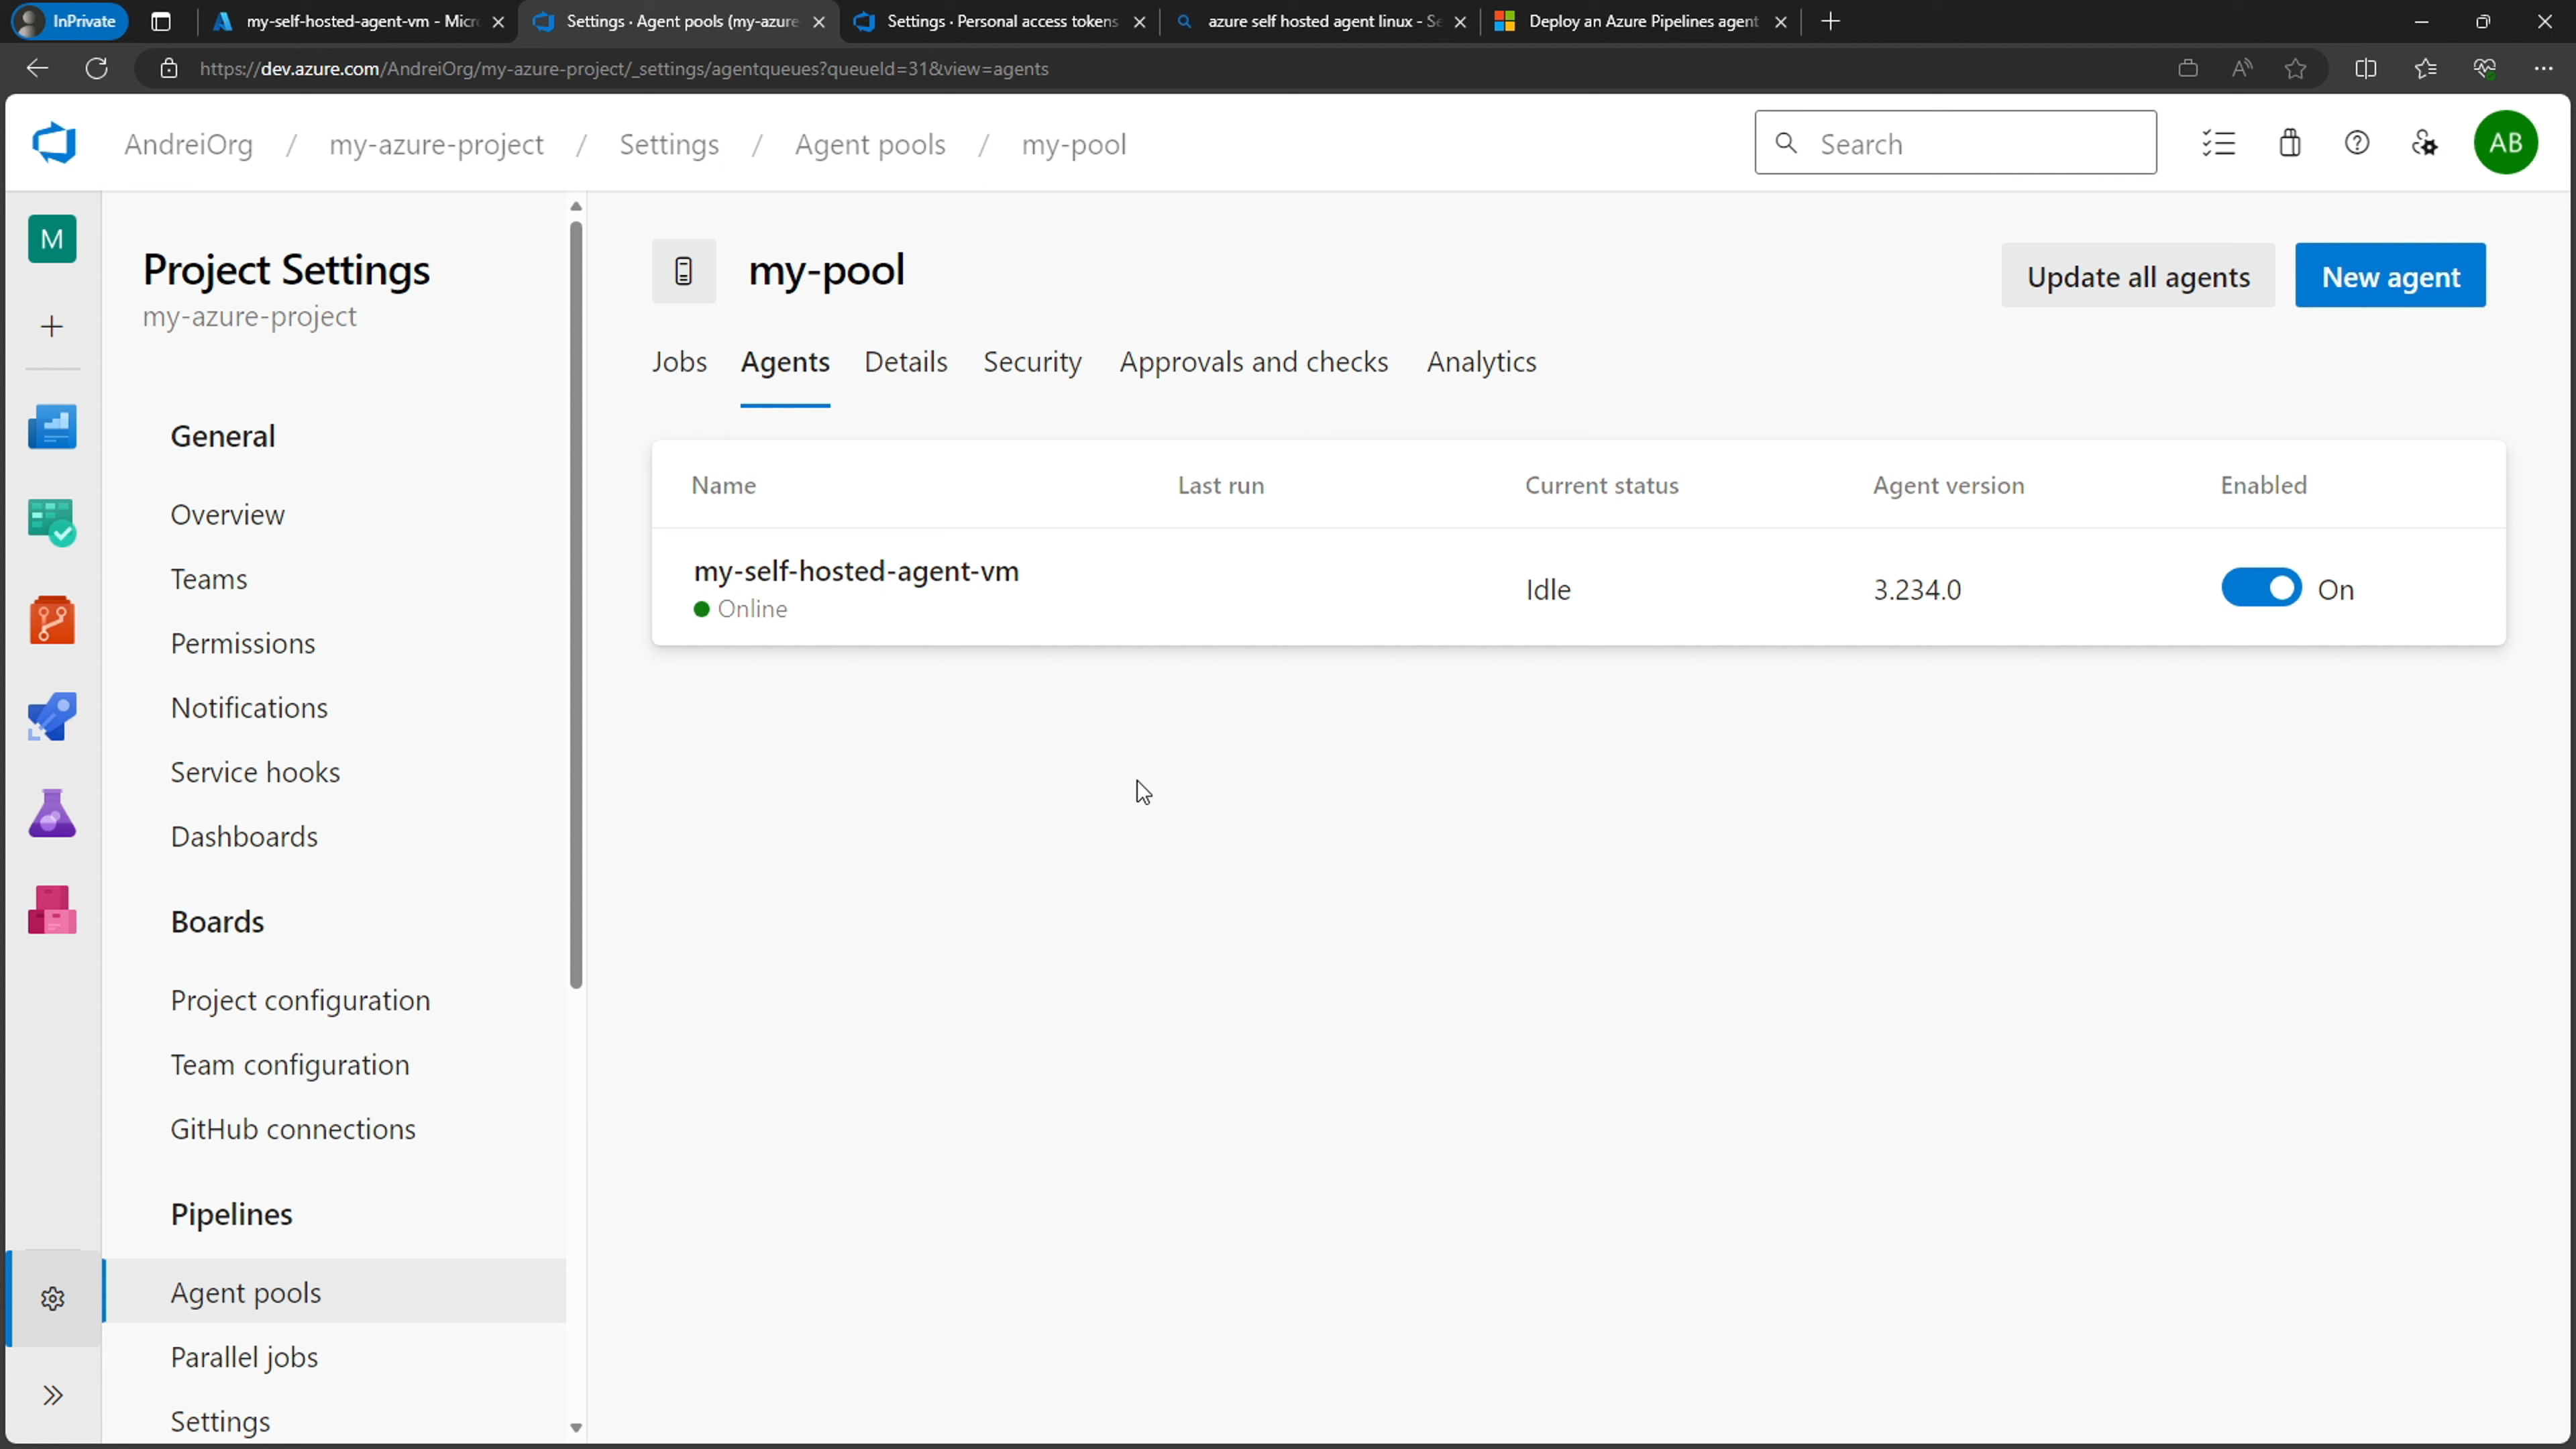 InPrivate
my-self-hosted-agent-vm - Micr
Settings · Agent pools (my-azure
Settings · Personal access tokens
azure self hosted agent linux - Se
Deploy an Azure Pipelines agent
https://dev.azure.com/AndreiOrg/my-azure-project/_settings/agentqueues?queueId=31&view=agents
AndreiOrg / my-azure-project / Settings / Agent pools / my-pool
Search
AB
M
Project Settings
my-azure-project
General
Overview
Teams
Permissions
Notifications
Service hooks
Dashboards
Boards
Project configuration
Team configuration
GitHub connections
Pipelines
Agent pools
Parallel jobs
Settings
my-pool
Update all agents
New agent
Jobs Agents Details Security Approvals and checks Analytics
Name Last run Current status Agent version Enabled
my-self-hosted-agent-vm
Online
Idle
3.234.0
On